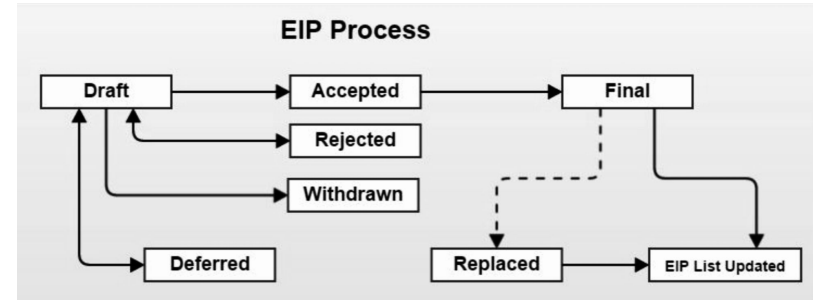 EIP Process
Draft
Accepted
Final
Rejected
Withdrawn
Deferred
Replaced
EIP List Updated